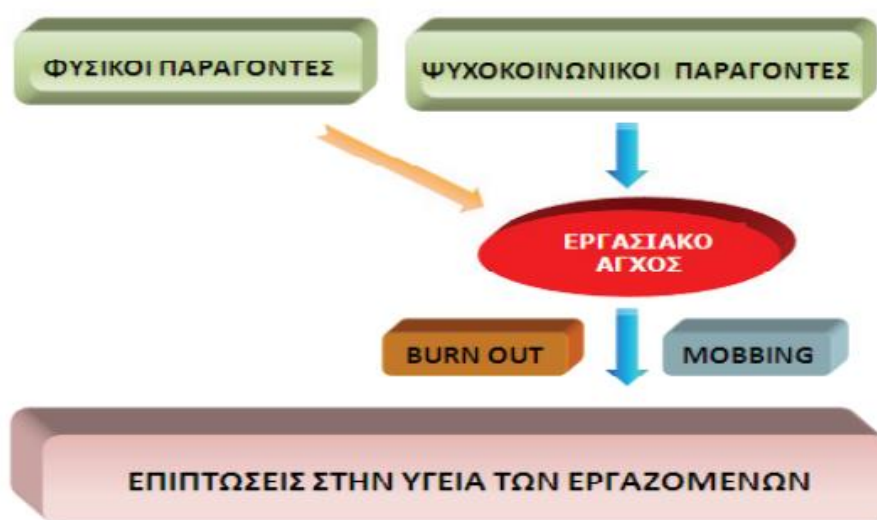 ΦΥΣΙΚΟΙ ΠΑΡΑΓΟΝΤΕΣ
ΨΥΧΟΚΟΙΝΩΝΙΚΟΙ ΠΑΡΑΓΟΝΤΕΣ
ΕΡΓΑΣΙΑΚΟ
ΑΓΧΟΣ
BURN OUT
MOBBING
ΕΠΙΠΤΩΣΕΙΣ ΣΤΗΝ ΥΓΕΙΑ ΤΩΝ ΕΡΓΑΖΟΜΕΝΩΝ